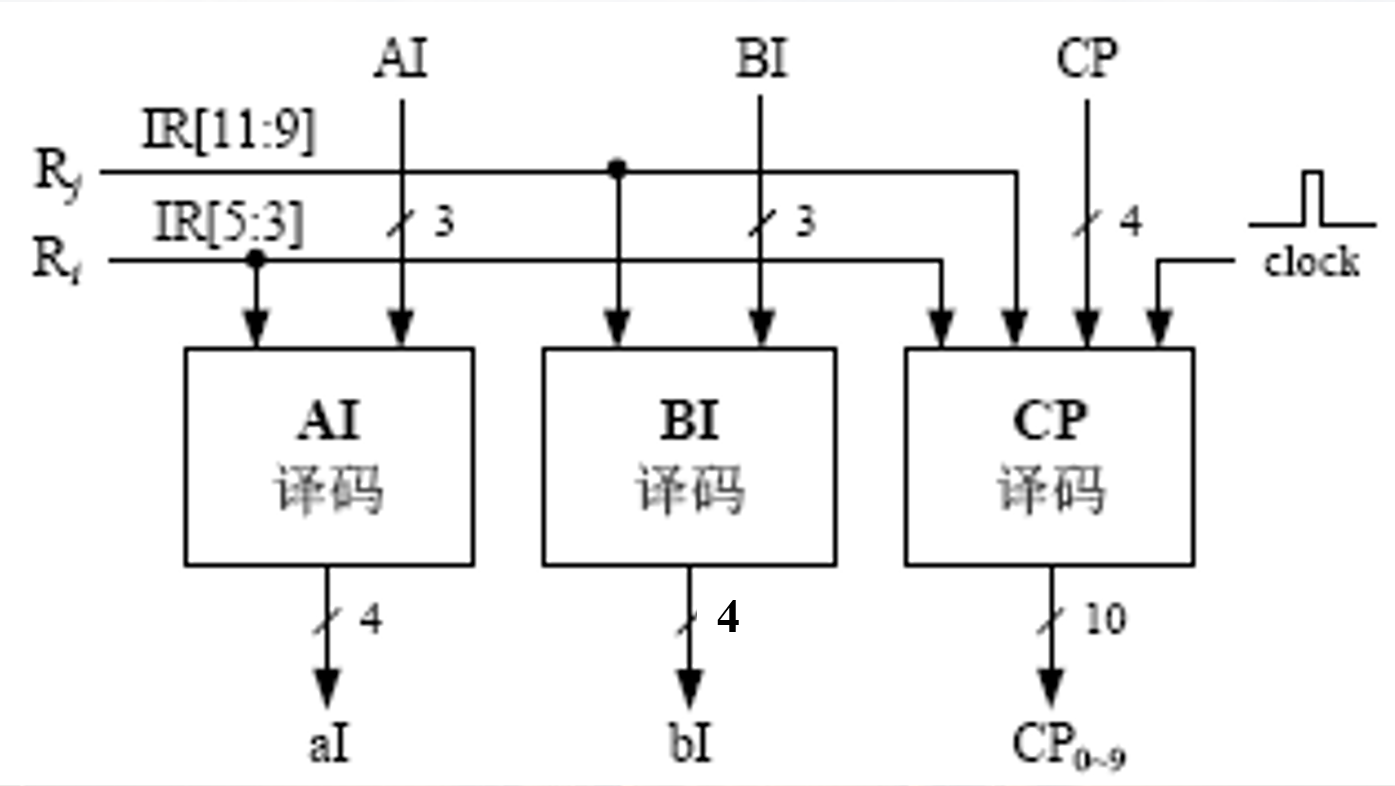 AI BI CP
IR[11:9]
Rj
3 3 4
IR[5:3]
Ri
clock
AI
译码
BI
译码
CP
译码
4 4 10
aI bI CP0~9